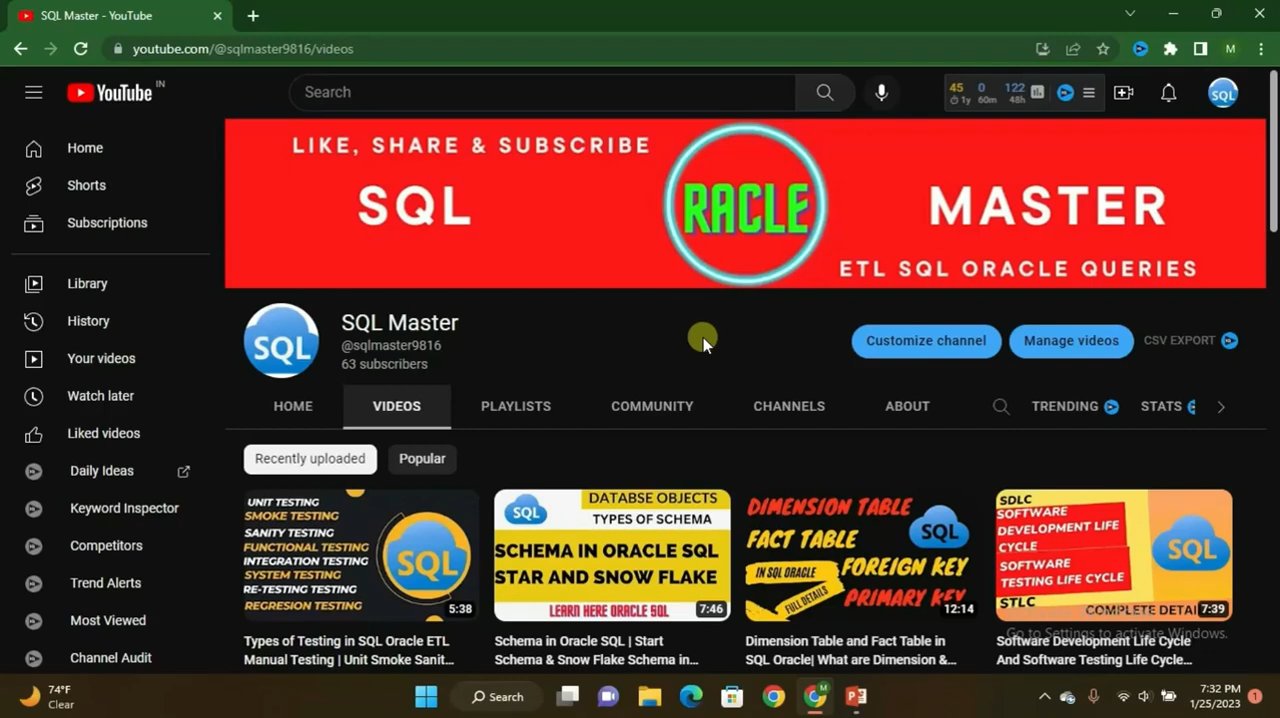 SQL Master - YouTube
youtube.com/@sqlmaster9816/videos
M
YouTube IN
Search
45 0 122
1y 60m 48h
SQL
Home
Shorts
Subscriptions
Library
History
Your videos
Watch later
Liked videos
Daily Ideas
Keyword Inspector
Competitors
Trend Alerts
Most Viewed
Channel Audit
LIKE, SHARE & SUBSCRIBE
SQL
RACLE
MASTER
ETL SQL ORACLE QUERIES
SQL
SQL Master
@sqlmaster9816
63 subscribers
Customize channel
Manage videos
CSV EXPORT
HOME
VIDEOS
PLAYLISTS
COMMUNITY
CHANNELS
ABOUT
TRENDING
STATS
Recently uploaded
Popular
UNIT TESTING
SMOKE TESTING
SANITY TESTING
FUNCTIONAL TESTING
INTEGRATION TESTING
SYSTEM TESTING
RE-TESTING TESTING
REGRESION TESTING
SQL
5:38
Types of Testing in SQL Oracle ETL
Manual Testing | Unit Smoke Sanit...
SQL
DATABSE OBJECTS
TYPES OF SCHEMA
SCHEMA IN ORACLE SQL
STAR AND SNOW FLAKE
LEARN HERE ORACLE SQL
7:46
Schema in Oracle SQL | Start
Schema & Snow Flake Schema in...
DIMENSION TABLE
FACT TABLE
SQL
IN SQL ORACLE
FOREIGN KEY
FULL DETAILS
PRIMARY KEY
12:14
Dimension Table and Fact Table in
SQL Oracle| What are Dimension &...
SDLC
SOFTWARE
DEVELOPMENT LIFE
CYCLE
SOFTWARE
TESTING LIFE CYCLE
STLC
SQL
COMPLETE DETAI
7:39
Software Development Life Cycle
And Software Testing Life Cycle...
Go to Settings to activate Windows.
74°F
Clear
Search
M
7:32 PM
1/25/2023
1